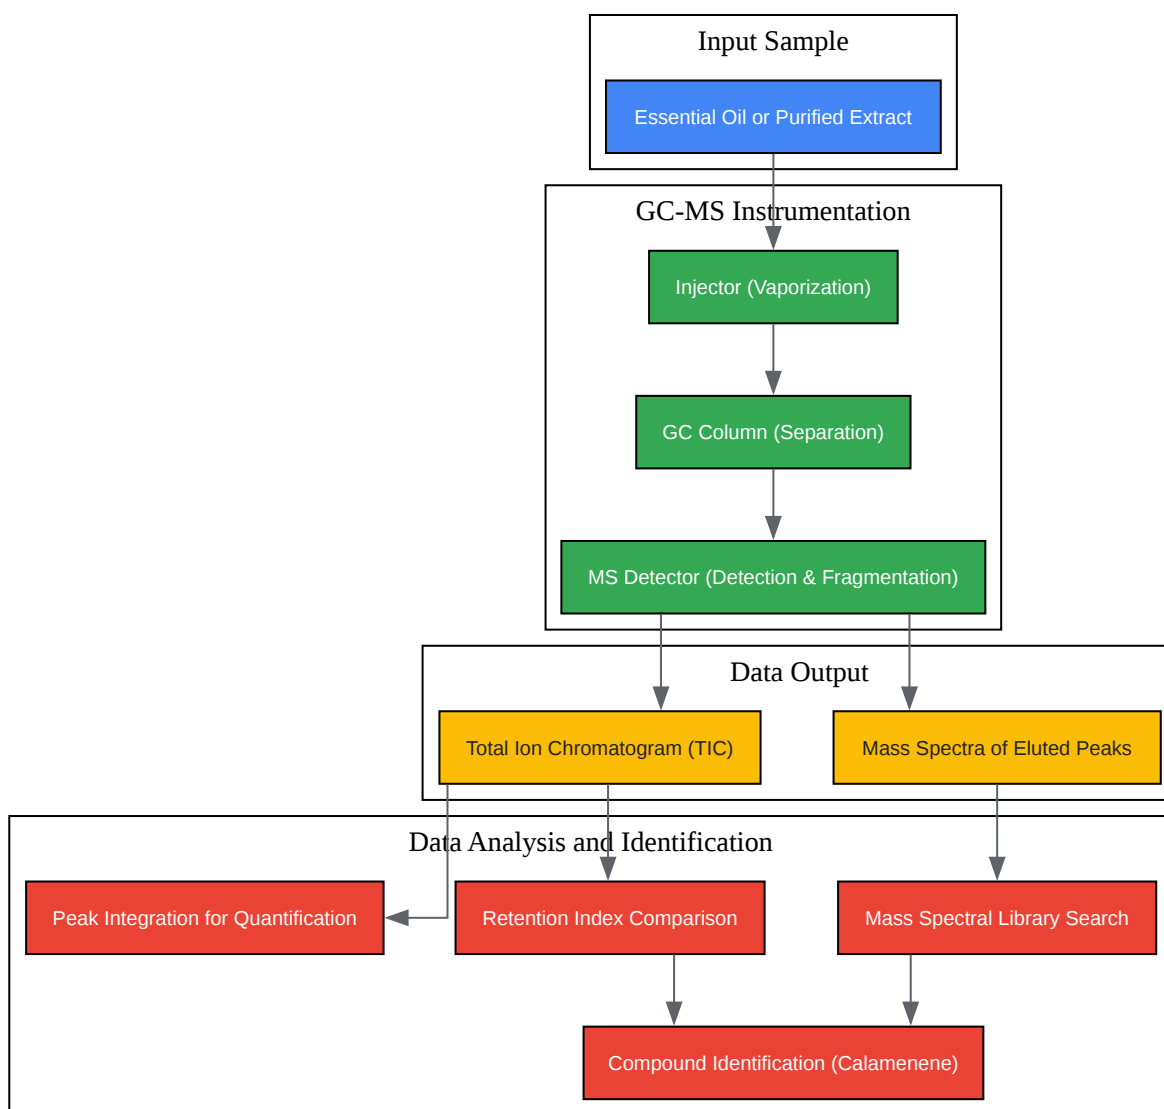 Input Sample
Essential Oil or Purified Extract
GC-MS Instrumentation
Injector (Vaporization)
GC Column (Separation)
MS Detector (Detection & Fragmentation)
Data Output
Total Ion Chromatogram (TIC)
Mass Spectra of Eluted Peaks
Data Analysis and Identification
Peak Integration for Quantification
Retention Index Comparison
Mass Spectral Library Search
Compound Identification (Calamenene)